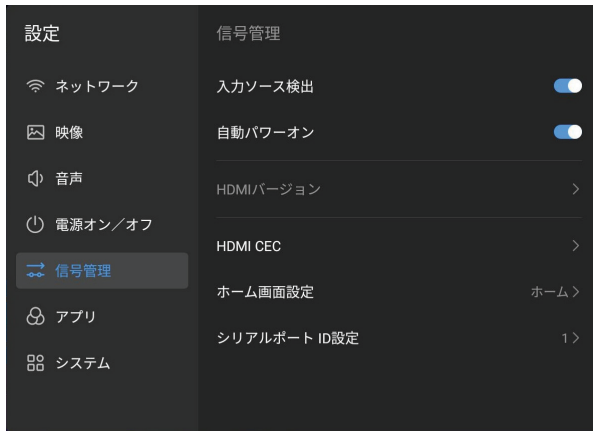 設定
ネットワーク
映像
音声
電源オン／オフ
信号管理
アプリ
システム
信号管理
入力ソース検出
自動パワーオン
HDMIバージョン
HDMI CEC
ホーム画面設定 ホーム
シリアルポート ID設定 1